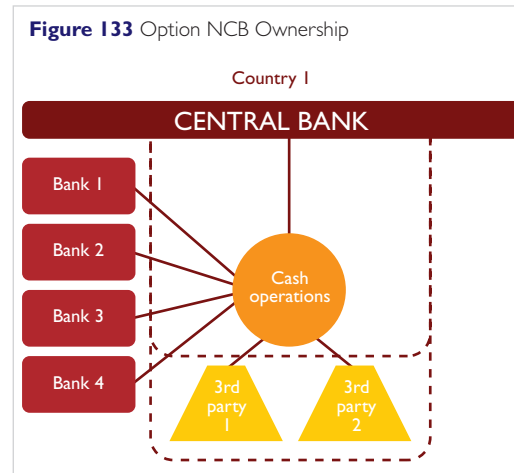 Figure 133 Option NCB Ownership
Country 1
CENTRAL BANK
Bank 1
Bank 2
Bank 3
Bank 4
Cash
operations
3rd
party
1
3rd
party
2